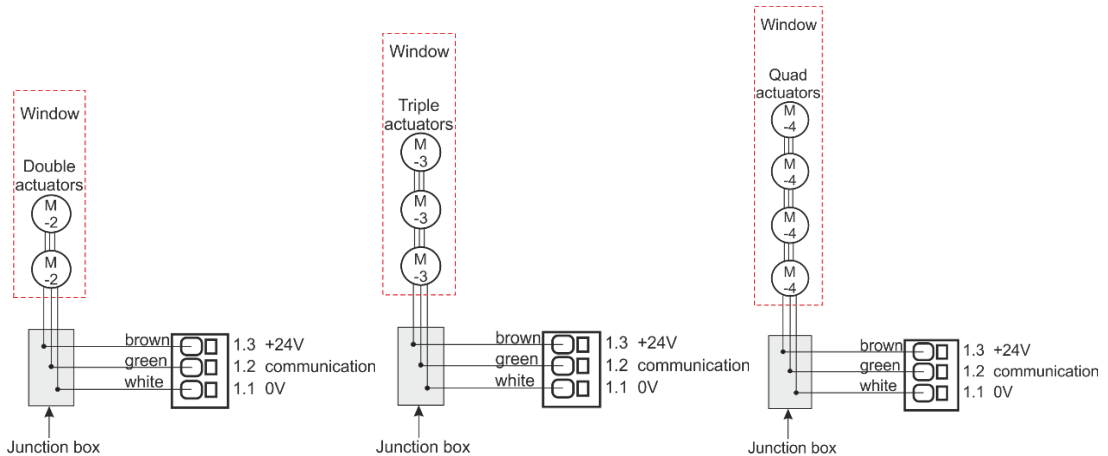 Window
Double
actuators
M
-2
M
-2
brown
green
white
1.3 +24V
1.2 communication
1.1 0V
Junction box
Window
Triple
actuators
M
-3
M
-3
M
-3
brown
green
white
1.3 +24V
1.2 communication
1.1 0V
Junction box
Window
Quad
actuators
M
-4
M
-4
M
-4
M
-4
brown
green
white
1.3 +24V
1.2 communication
1.1 0V
Junction box